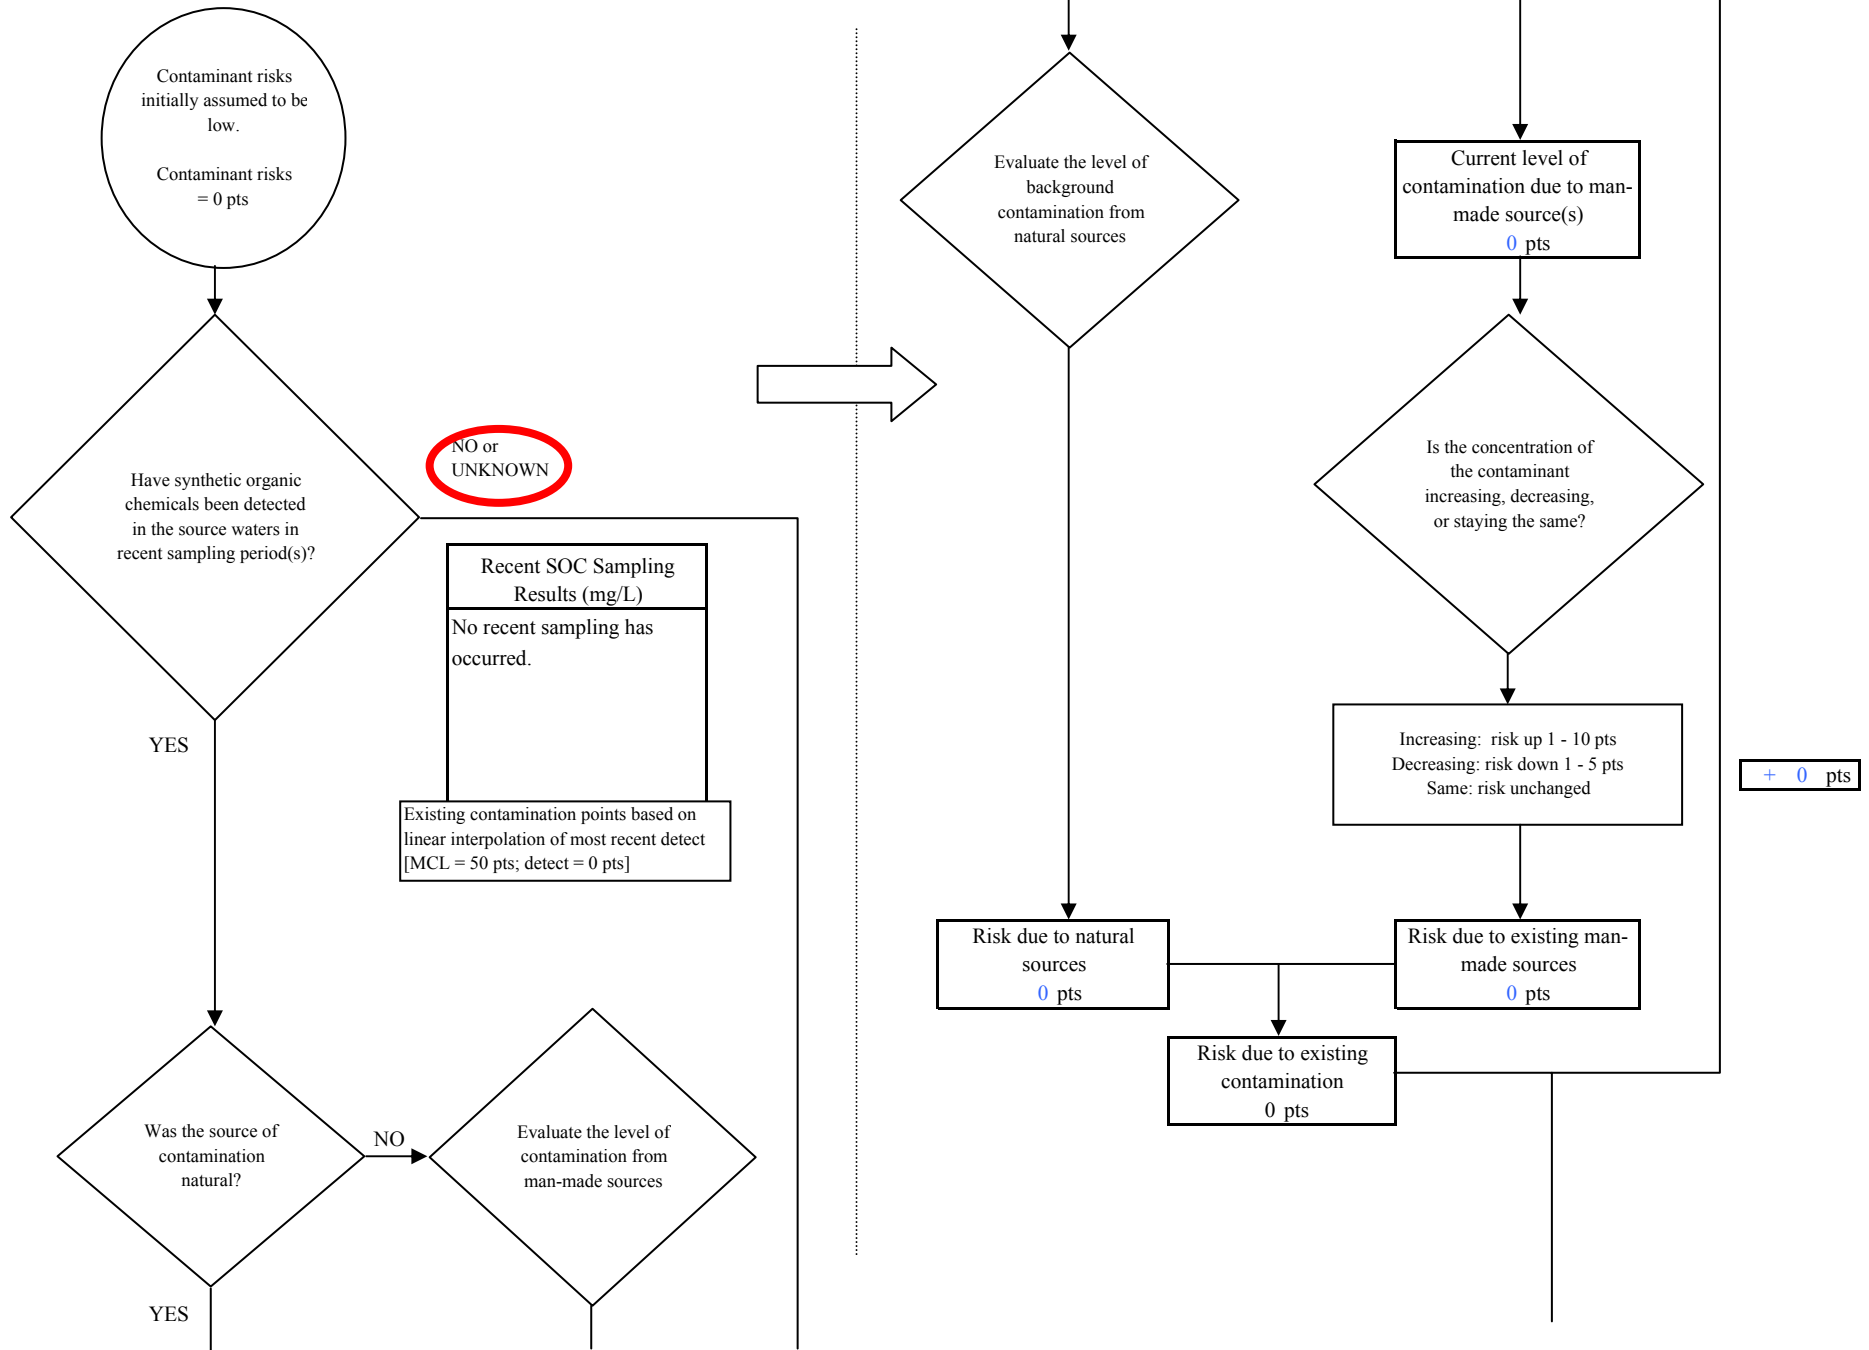 Contaminant risks
initially assumed to be
low.
Contaminant risks
= 0 pts
Have synthetic organic
chemicals been detected
in the source waters in
recent sampling period(s)?
NO or
UNKNOWN
Recent SOC Sampling
Results (mg/L)
No recent sampling has
occurred.
Existing contamination points based on
linear interpolation of most recent detect
[MCL = 50 pts; detect = 0 pts]
YES
Was the source of
contamination
natural?
NO
Evaluate the level of
contamination from
man-made sources
YES
Evaluate the level of
background
contamination from
natural sources
Current level of
contamination due to man-
made source(s)
0 pts
Is the concentration of
the contaminant
increasing, decreasing,
or staying the same?
Increasing: risk up 1 - 10 pts
Decreasing: risk down 1 - 5 pts
Same: risk unchanged
+ 0 pts
Risk due to natural
sources
0 pts
Risk due to existing man-
made sources
0 pts
Risk due to existing
contamination
0 pts